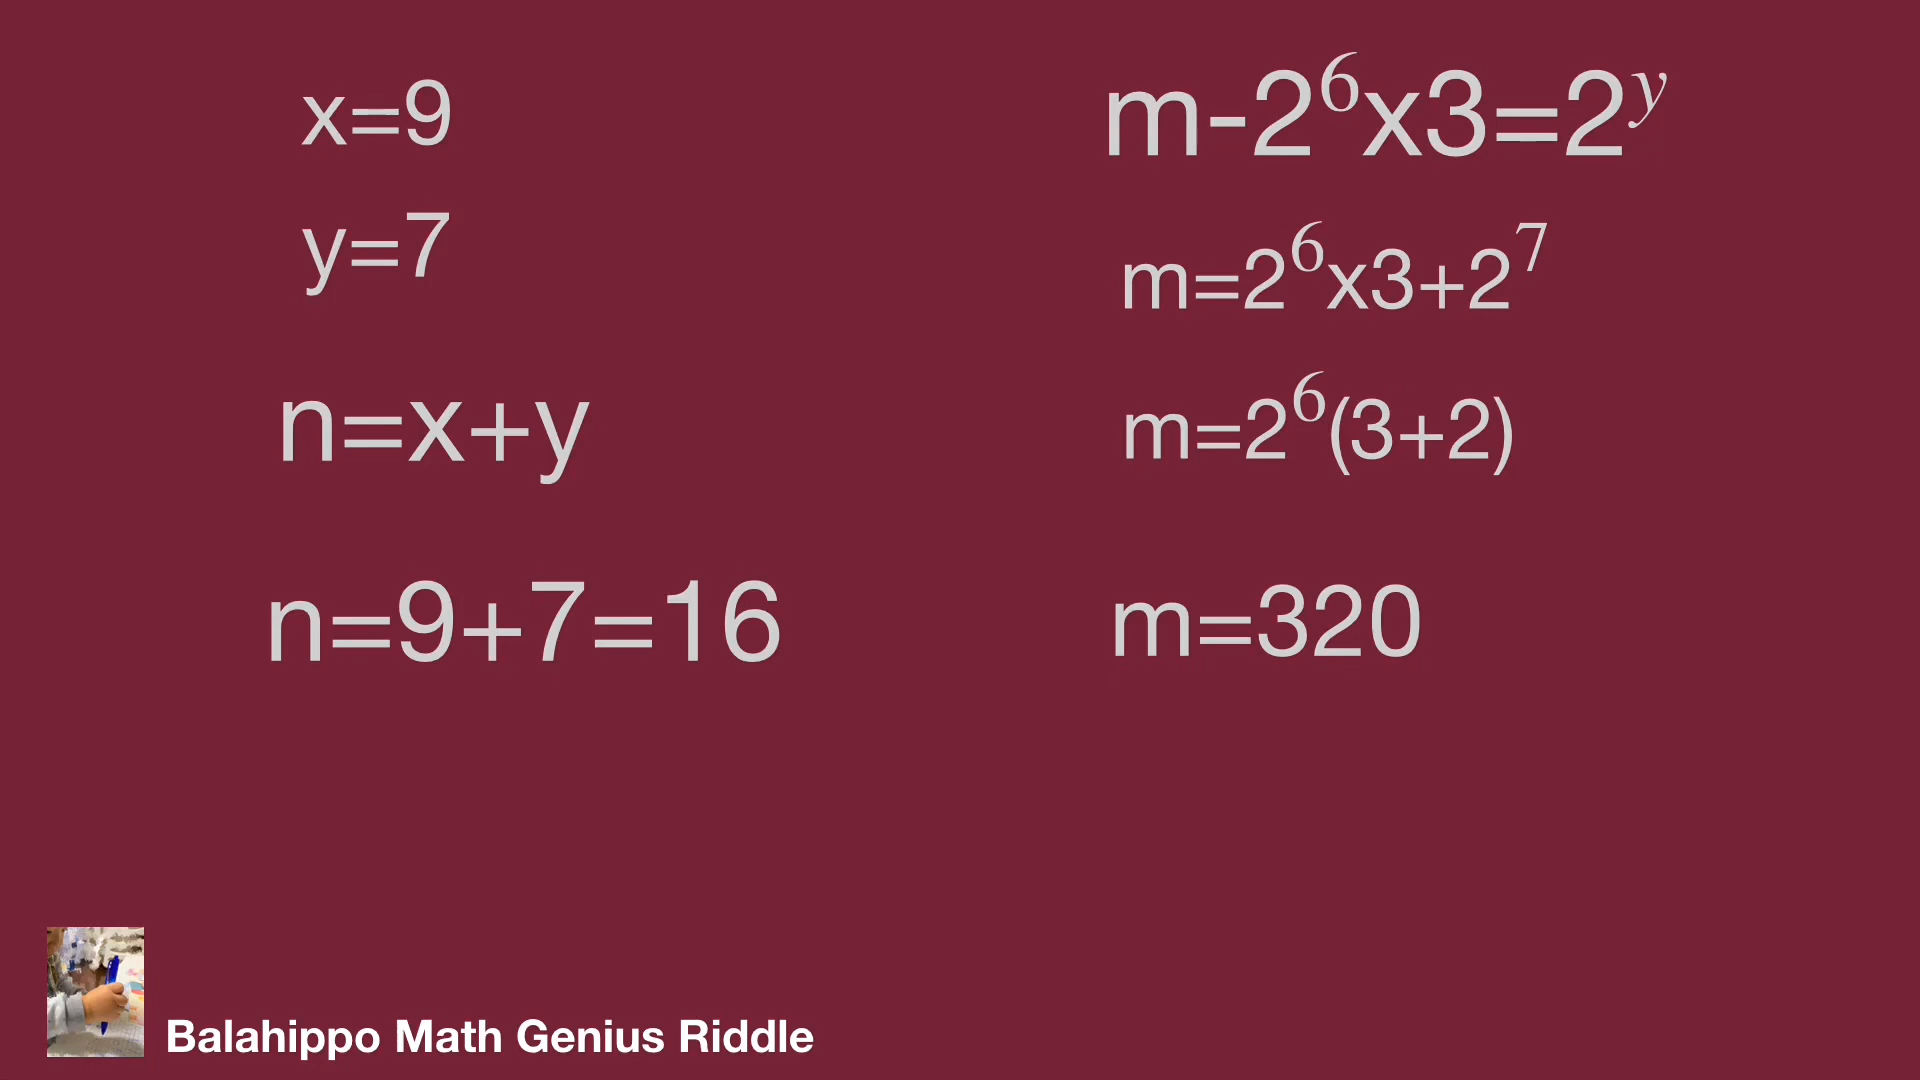 x=9
y=7
n=x+y
n=9+7=16
m-2⁶x3=2ʸ
m=2⁶x3+2⁷
m=2⁶(3+2)
m=320
Balahippo Math Genius Riddle